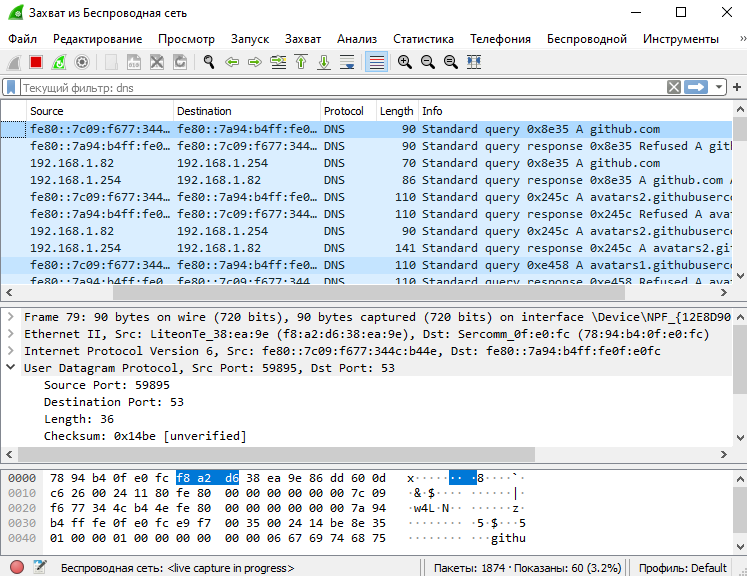 Захват из Беспроводная сеть
Файл Редактирование Просмотр Запуск Захват Анализ Статистика Телефония Беспроводной Инструменты »
Текущий фильтр: dns
Source Destination Protocol Length Info
fe80::7c09:f677:344… fe80::7a94:b4ff:fe0… DNS 90 Standard query 0x8e35 A github.com
fe80::7a94:b4ff:fe0… fe80::7c09:f677:344… DNS 90 Standard query response 0x8e35 Refused A gith
192.168.1.82 192.168.1.254 DNS 70 Standard query 0x8e35 A github.com
192.168.1.254 192.168.1.82 DNS 86 Standard query response 0x8e35 A github.com A
fe80::7c09:f677:344… fe80::7a94:b4ff:fe0… DNS 110 Standard query 0x245c A avatars2.githubuserco
fe80::7a94:b4ff:fe0… fe80::7c09:f677:344… DNS 110 Standard query response 0x245c Refused A avat
192.168.1.82 192.168.1.254 DNS 90 Standard query 0x245c A avatars2.githubuserco
192.168.1.254 192.168.1.82 DNS 141 Standard query response 0x245c A avatars2.git
fe80::7c09:f677:344… fe80::7a94:b4ff:fe0… DNS 110 Standard query 0xe458 A avatars1.githubuserco
fe80::7a94:b4ff:fe0… fe80::7c09:f677:344… DNS 110 Standard query response 0xe458 Refused A avat
Frame 79: 90 bytes on wire (720 bits), 90 bytes captured (720 bits) on interface \Device\NPF_{12E8D90
Ethernet II, Src: LiteonTe_38:ea:9e (f8:a2:d6:38:ea:9e), Dst: Sercomm_0f:e0:fc (78:94:b4:0f:e0:fc)
Internet Protocol Version 6, Src: fe80::7c09:f677:344c:b44e, Dst: fe80::7a94:b4ff:fe0f:e0fc
User Datagram Protocol, Src Port: 59895, Dst Port: 53
Source Port: 59895
Destination Port: 53
Length: 36
Checksum: 0x14be [unverified]
0000 78 94 b4 0f e0 fc f8 a2 d6 38 ea 9e 86 dd 60 0d x·······  ·8····`·
0010 c6 26 00 24 11 80 fe 80 00 00 00 00 00 00 7c 09 ·&·$···· ······|·
0020 f6 77 34 4c b4 4e fe 80 00 00 00 00 00 00 7a 94 ·w4L·N·· ······z·
0030 b4 ff fe 0f e0 fc e9 f7 00 35 00 24 14 be 8e 35 ········ ·5·$···5
0040 01 00 00 01 00 00 00 00 00 00 06 67 69 74 68 75 ········ ···githu
Беспроводная сеть: <live capture in progress> Пакеты: 1874 · Показаны: 60 (3.2%) Профиль: Default